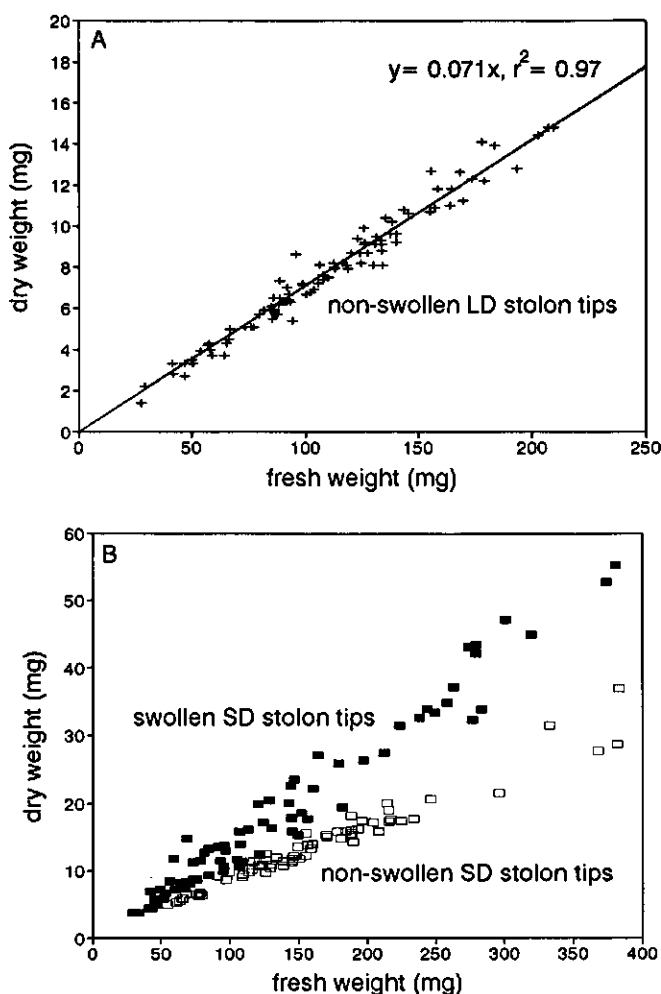 A
y= 0.071x, r²= 0.97
20
18
16
14
12
10
8
6
4
2
0
dry weight (mg)
non-swollen LD stolon tips
0 50 100 150 200 250
fresh weight (mg)
B
60
50
40
30
20
10
0
dry weight (mg)
swollen SD stolon tips
non-swollen SD stolon tips
0 50 100 150 200 250 300 350 400
fresh weight (mg)